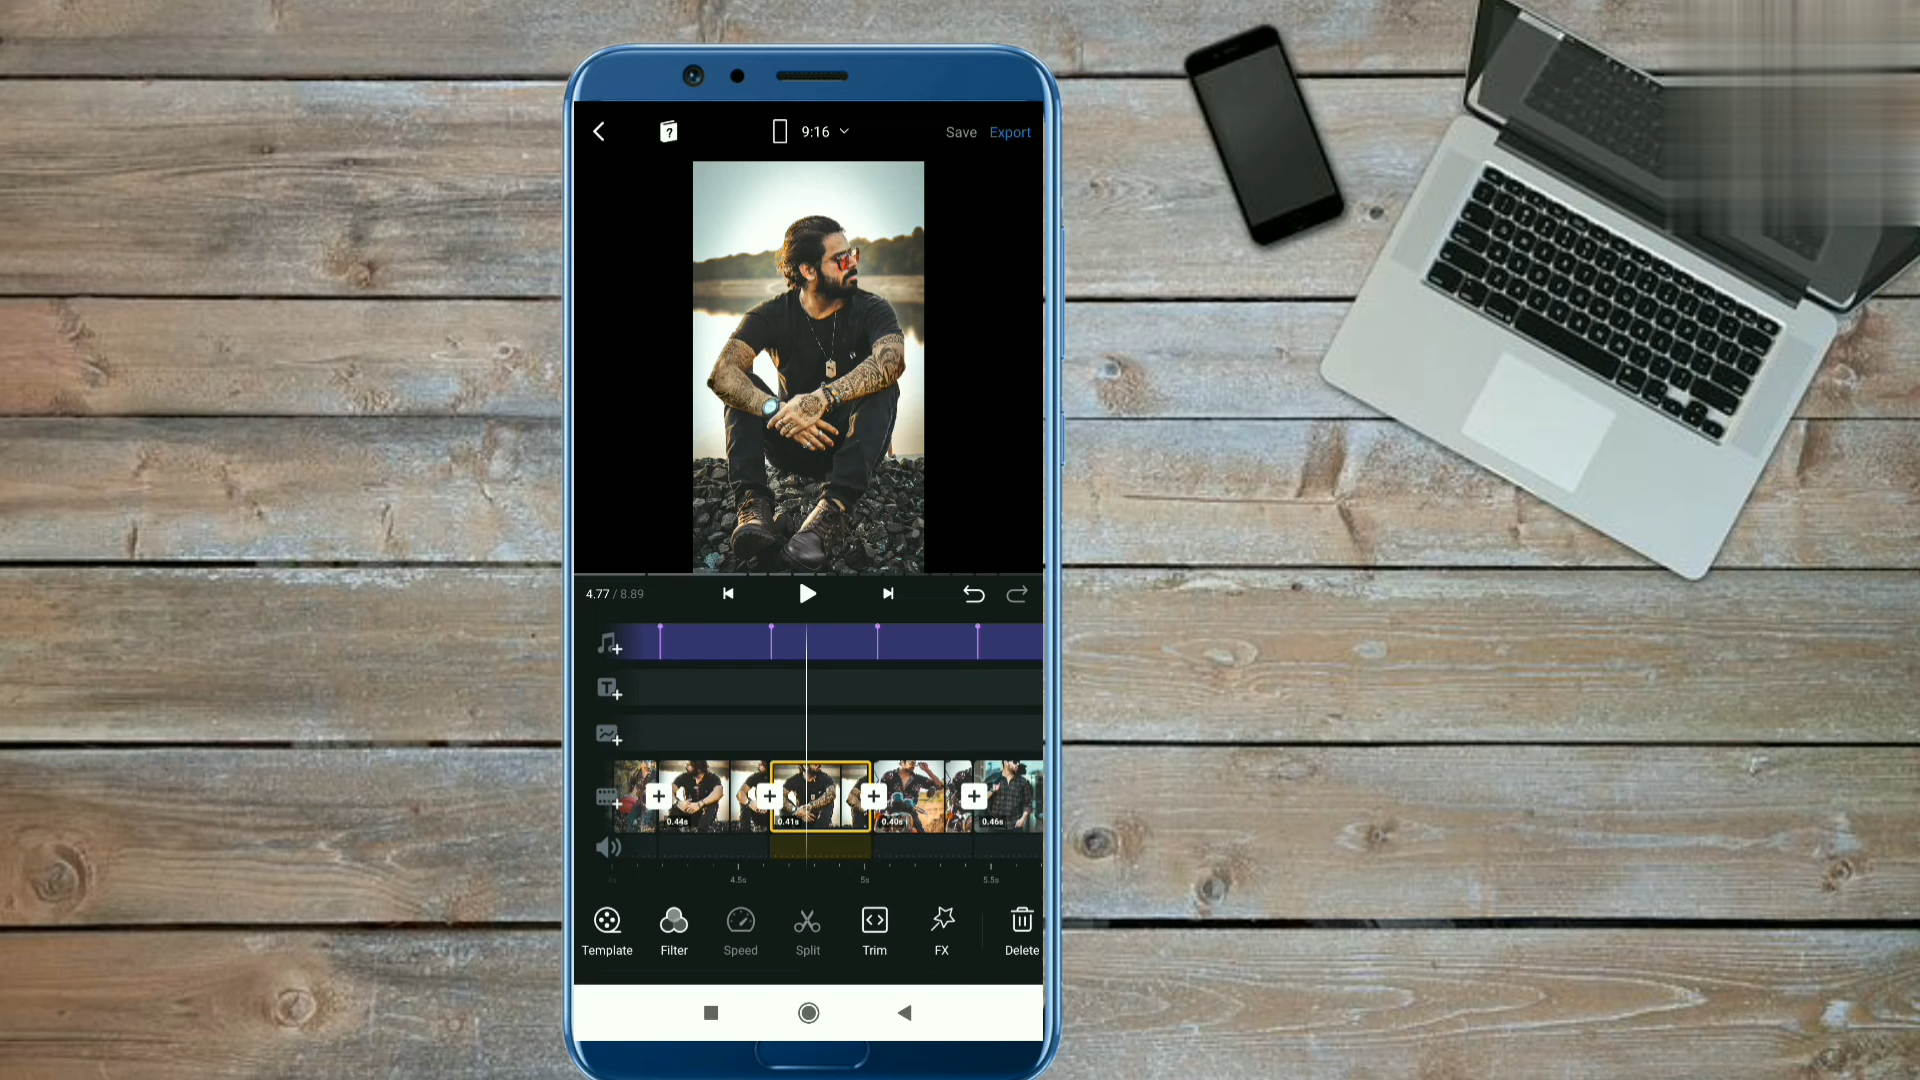 9:16
Save Export
4.77 / 8.89
0.44s
0.41s
0.40s
0.46s
4s 4.5s 5s 5.5s
Template Filter Speed Split Trim FX Delete